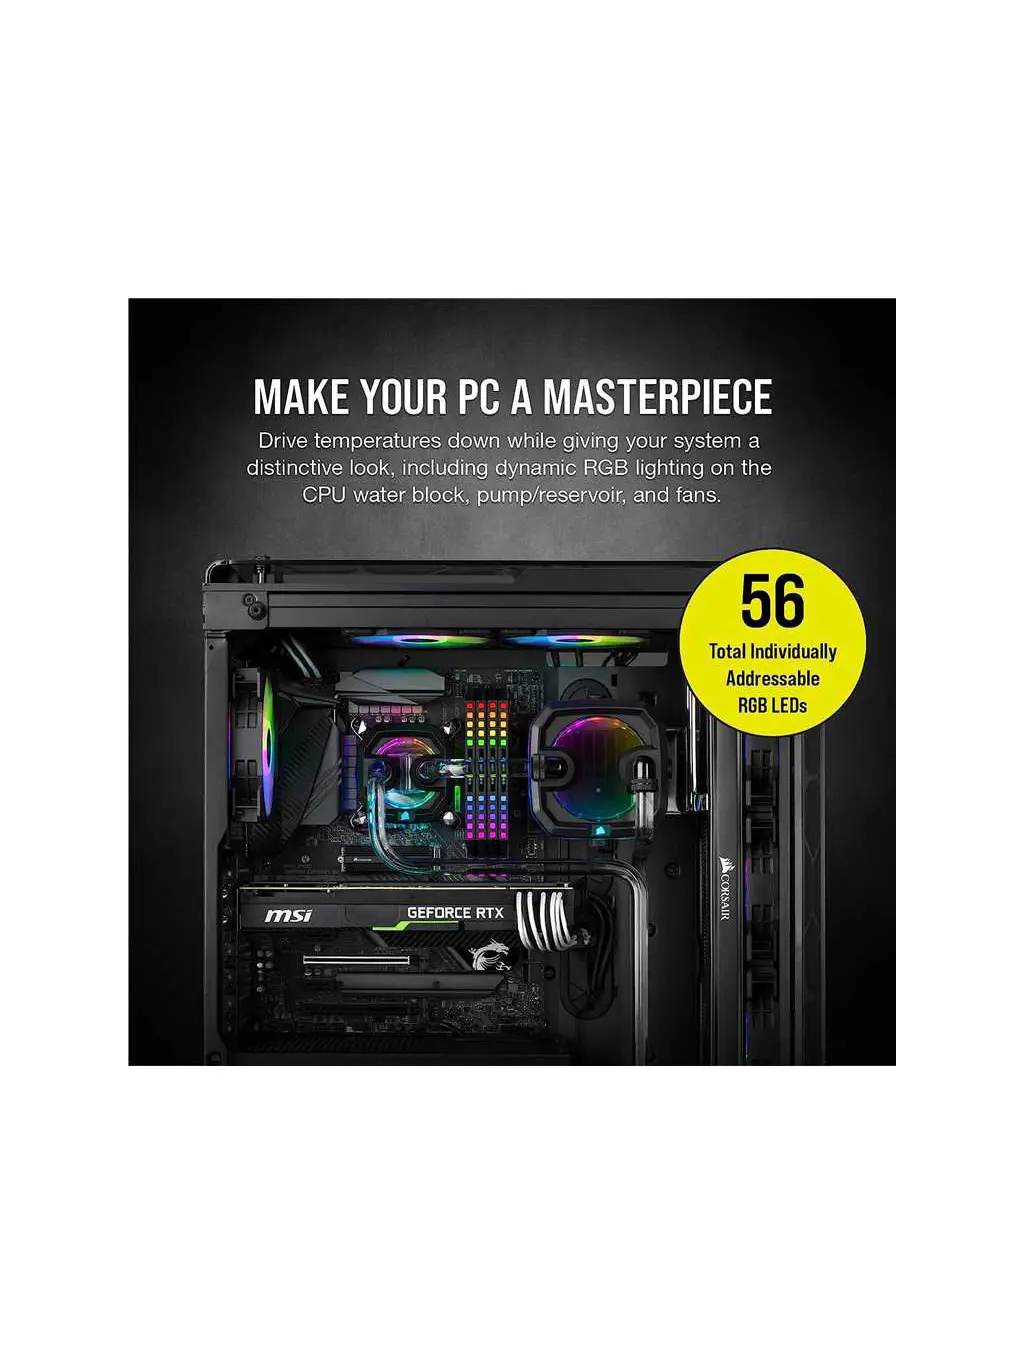 MAKE YOUR PC A MASTERPIECE
Drive temperatures down while giving your system a
distinctive look, including dynamic RGB lighting on the
CPU water block, pump/reservoir, and fans.
56
Total Individually
Addressable
RGB LEDs
CORSAIR
msi
GEFORCE RTX